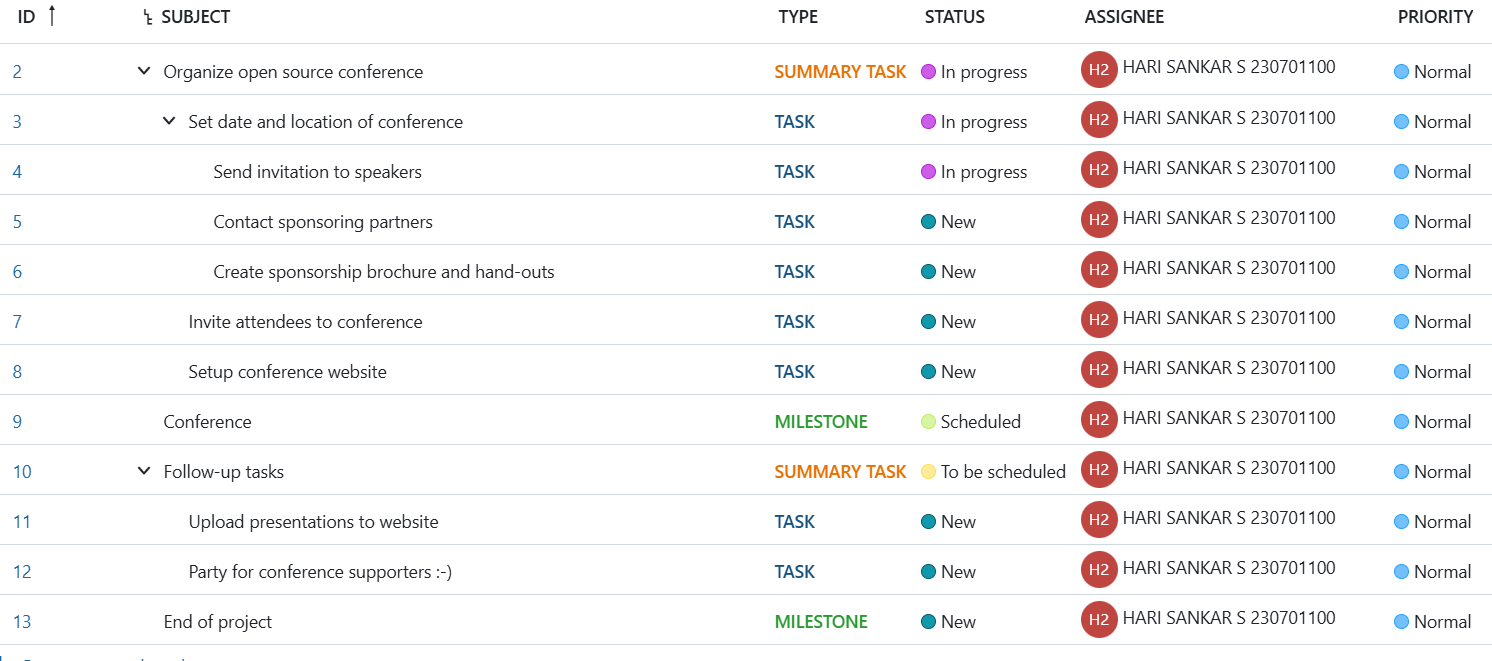 ID SUBJECT TYPE STATUS ASSIGNEE PRIORITY
2 Organize open source conference SUMMARY TASK In progress H2 HARI SANKAR S 230701100 Normal
3 Set date and location of conference TASK In progress H2 HARI SANKAR S 230701100 Normal
4 Send invitation to speakers TASK In progress H2 HARI SANKAR S 230701100 Normal
5 Contact sponsoring partners TASK New H2 HARI SANKAR S 230701100 Normal
6 Create sponsorship brochure and hand-outs TASK New H2 HARI SANKAR S 230701100 Normal
7 Invite attendees to conference TASK New H2 HARI SANKAR S 230701100 Normal
8 Setup conference website TASK New H2 HARI SANKAR S 230701100 Normal
9 Conference MILESTONE Scheduled H2 HARI SANKAR S 230701100 Normal
10 Follow-up tasks SUMMARY TASK To be scheduled H2 HARI SANKAR S 230701100 Normal
11 Upload presentations to website TASK New H2 HARI SANKAR S 230701100 Normal
12 Party for conference supporters :-) TASK New H2 HARI SANKAR S 230701100 Normal
13 End of project MILESTONE New H2 HARI SANKAR S 230701100 Normal